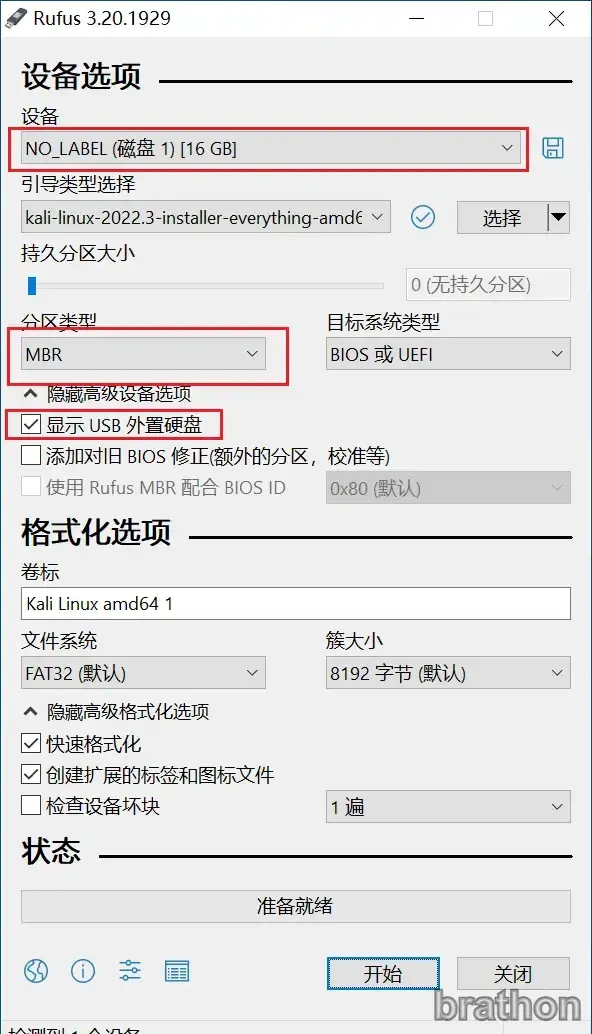 Rufus 3.20.1929
设备选项
设备
NO_LABEL (磁盘 1) [16 GB]
引导类型选择
kali-linux-2022.3-installer-everything-amd6
选择
持久分区大小
0 (无持久分区)
分区类型
目标系统类型
MBR
BIOS 或 UEFI
隐藏高级设备选项
显示 USB 外置硬盘
添加对旧 BIOS 修正(额外的分区，校准等)
使用 Rufus MBR 配合 BIOS ID
0x80 (默认)
格式化选项
卷标
Kali Linux amd64 1
文件系统
簇大小
FAT32 (默认)
8192 字节 (默认)
隐藏高级格式化选项
快速格式化
创建扩展的标签和图标文件
检查设备坏块
1 遍
状态
准备就绪
开始
关闭
brathon
检测到 1 个设备